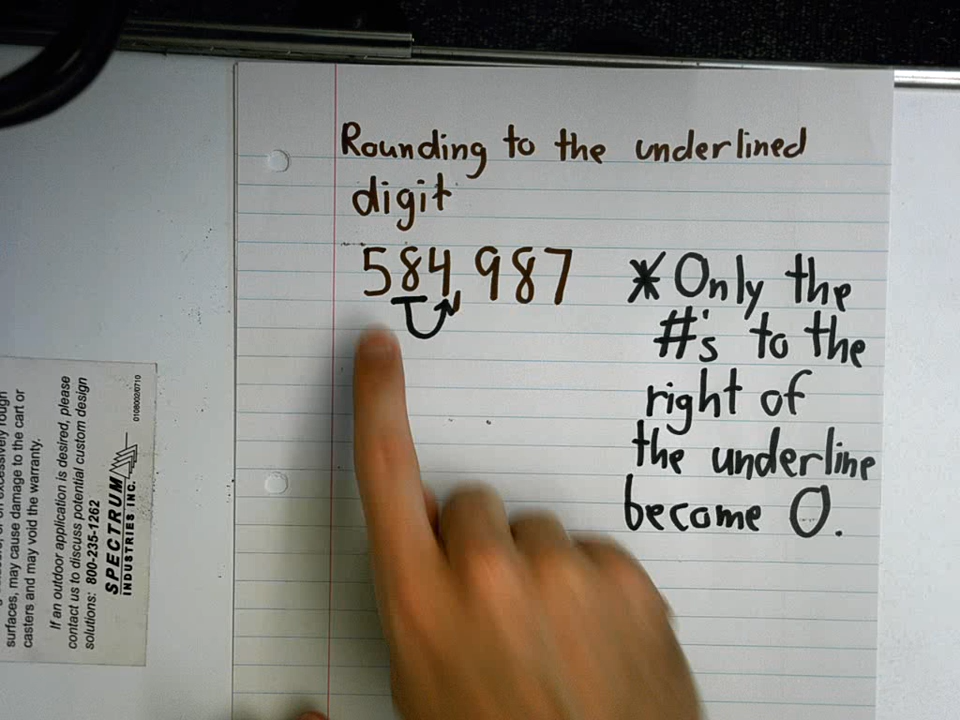 Rounding to the underlined
digit
584,987
* Only the
#'s to the
right of
the underline
become 0.
surfaces, may cause damage to the cart or
casters and may void the warranty.
If an outdoor application is desired, please
contact us to discuss potential custom design
solutions: 800-235-1262
SPECTRUM
INDUSTRIES INC.